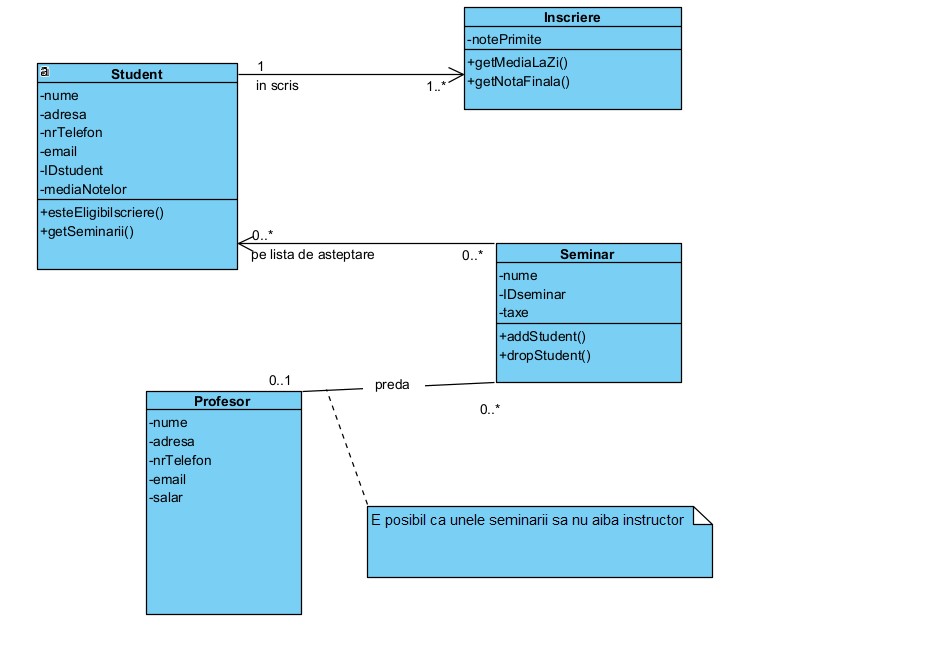 Inscriere
-notePrimite
+getMediaLaZi()
+getNotaFinala()
a
Student
-nume
-adresa
-nrTelefon
-email
-IDstudent
-mediaNotelor
+esteEligibilscriere()
+getSeminarii()
1
in scris
1..*
0..*
pe lista de asteptare
0..*
Seminar
-nume
-IDseminar
-taxe
+addStudent()
+dropStudent()
0..1
preda
0..*
Profesor
-nume
-adresa
-nrTelefon
-email
-salar
E posibil ca unele seminarii sa nu aiba instructor